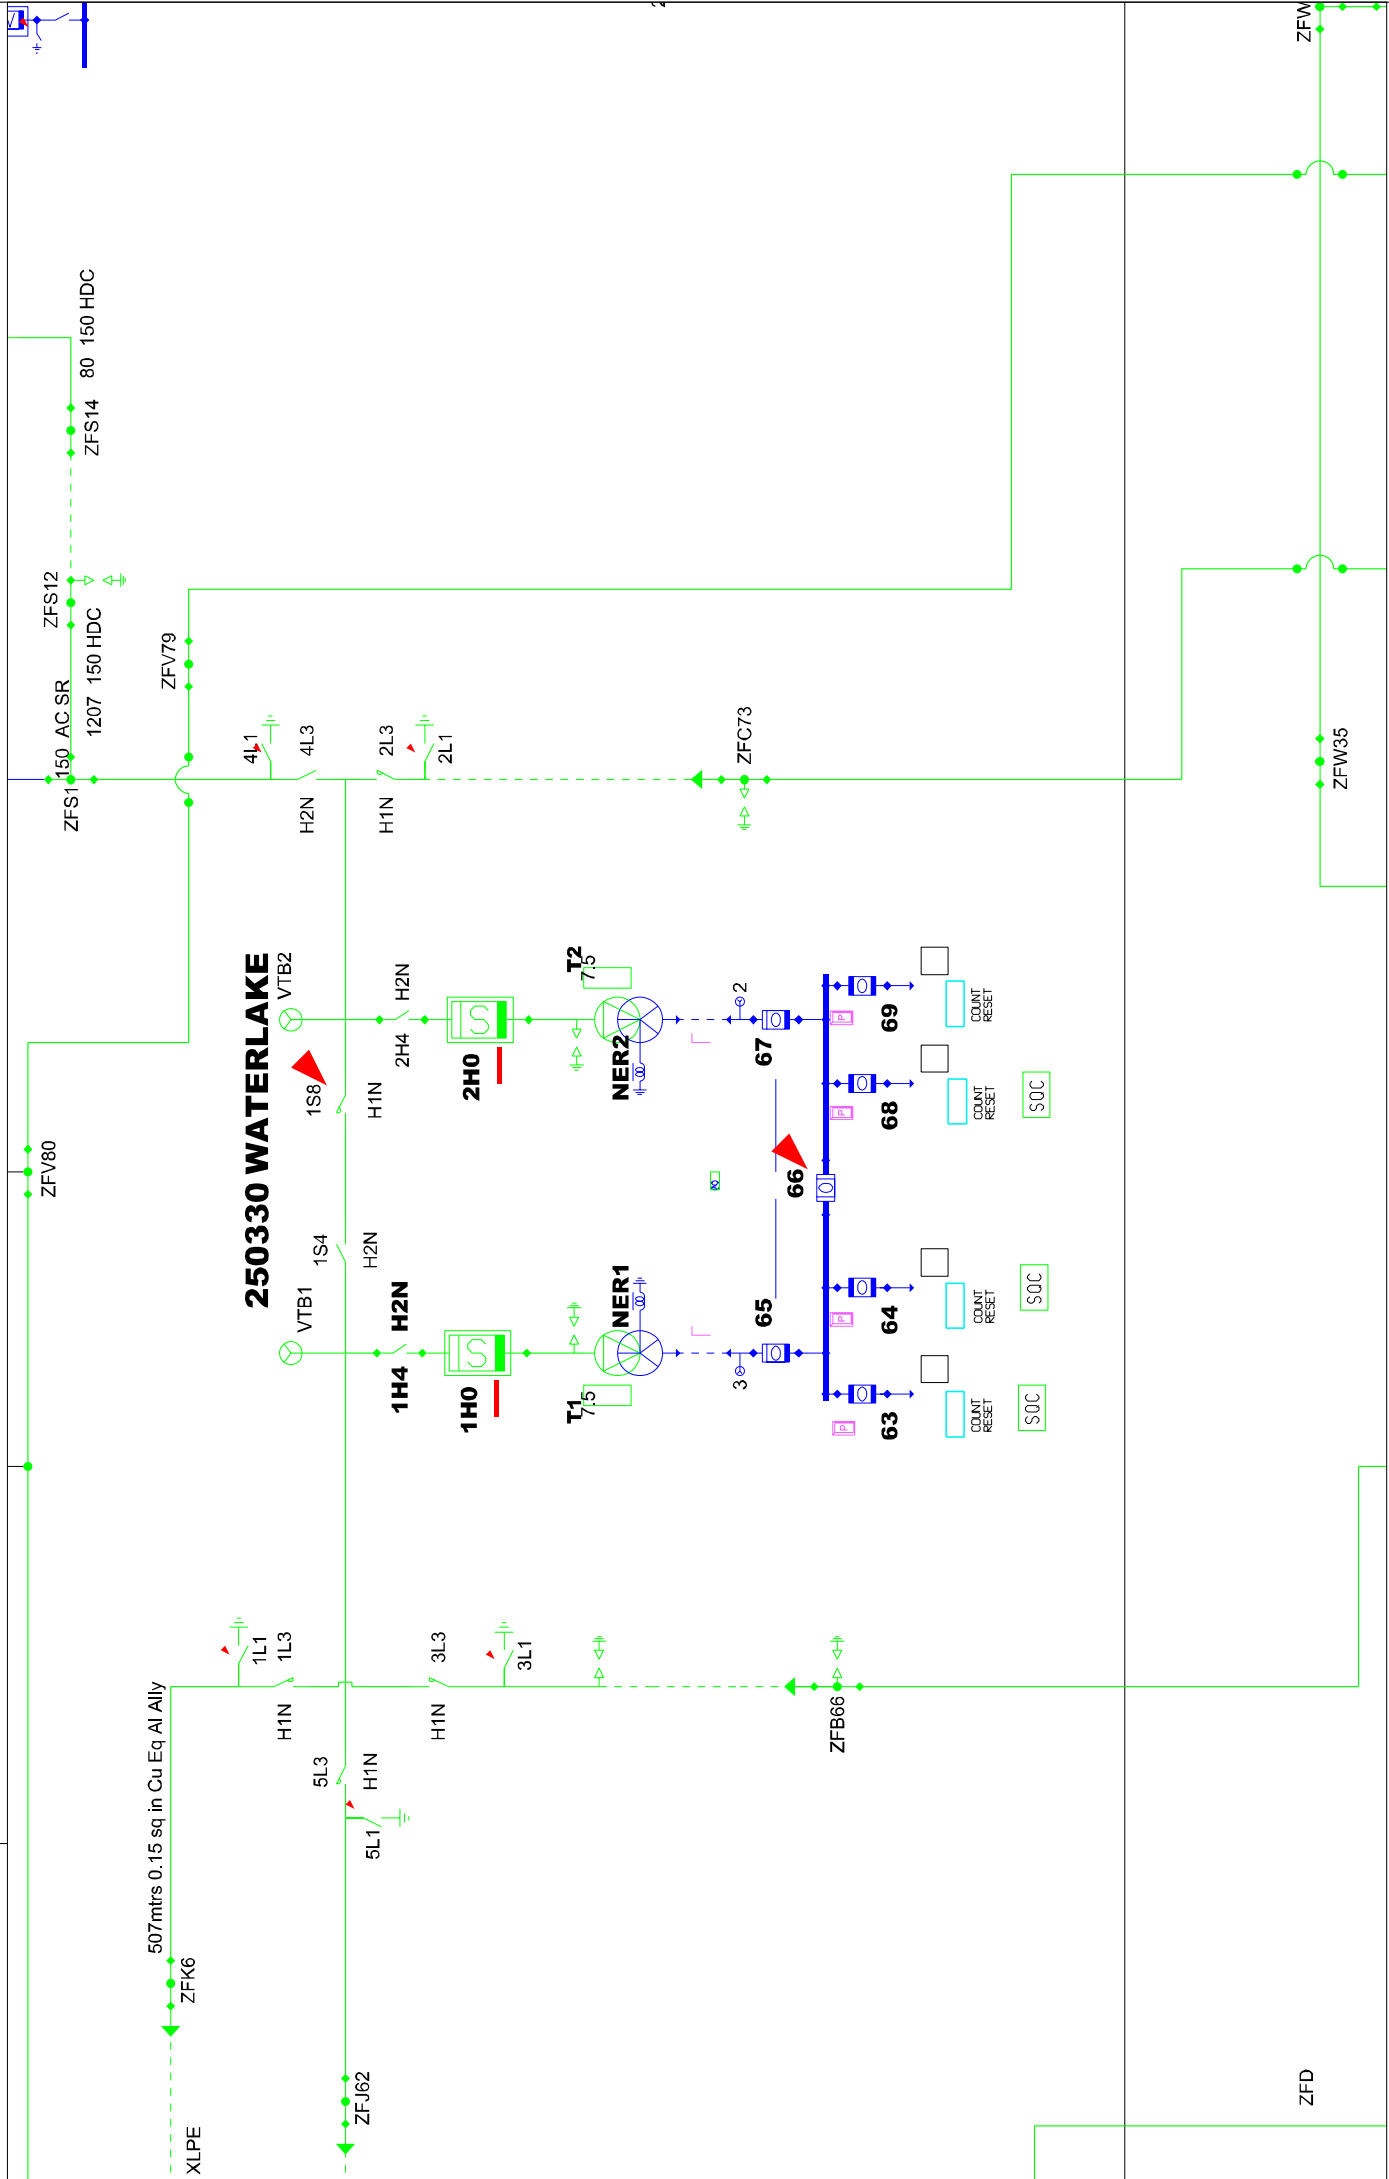 250330 WATERLAKE
ZFS14
80 150 HDC
ZFS12
1207 150 HDC
150 AC SR
ZFS1
ZFV79
ZFV80
4L1
4L3
H2N
2L3
H1N
2L1
ZFC73
ZFW
ZFW35
VTB2
1S8
H1N
2H4
H2N
2H0
T2
7.5
NER2
2
67
69
COUNT
RESET
P
68
COUNT
RESET
SQC
P
66
1S4
H2N
VTB1
1H4
H2N
1H0
T1
7.5
NER1
3
65
64
COUNT
RESET
SQC
P
63
COUNT
RESET
SQC
P
1L1
1L3
H1N
3L3
H1N
3L1
ZFB66
5L3
H1N
5L1
507mtrs 0.15 sq in Cu Eq Al Ally
ZFK6
XLPE
ZFJ62
ZFD